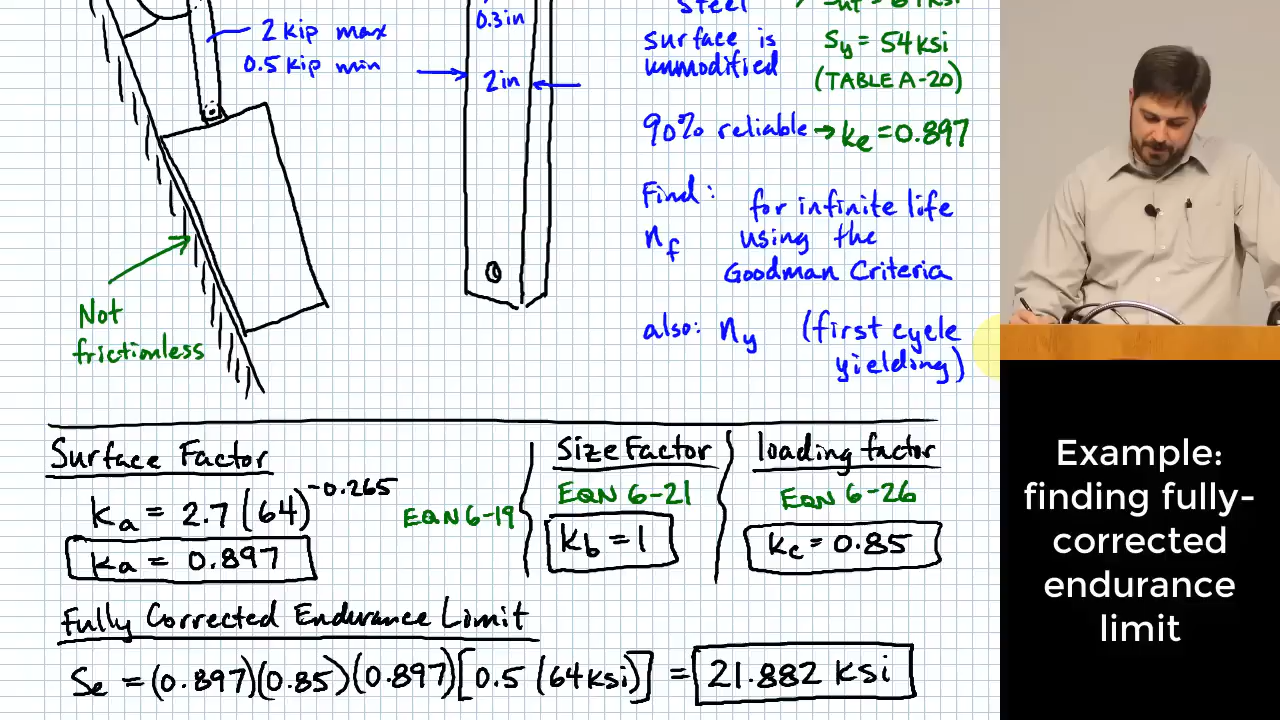 2 kip max
0.5 kip min
0.3in
2in
steel
surface is
unmodified
Sy = 54ksi
(TABLE A-20)
90% reliable → ke = 0.897
Find: for infinite life
nf using the
Goodman Criteria
also: ny (first cycle
yielding)
Not
frictionless
Surface Factor
ka = 2.7 (64)^-0.265
EQN 6-19
ka = 0.897
Size Factor
EQN 6-21
kb = 1
loading factor
EQN 6-26
kc = 0.85
Fully Corrected Endurance Limit
Se = (0.897)(0.85)(0.897)[0.5 (64ksi)] = 21.882 ksi
Example:
finding fully-
corrected
endurance
limit